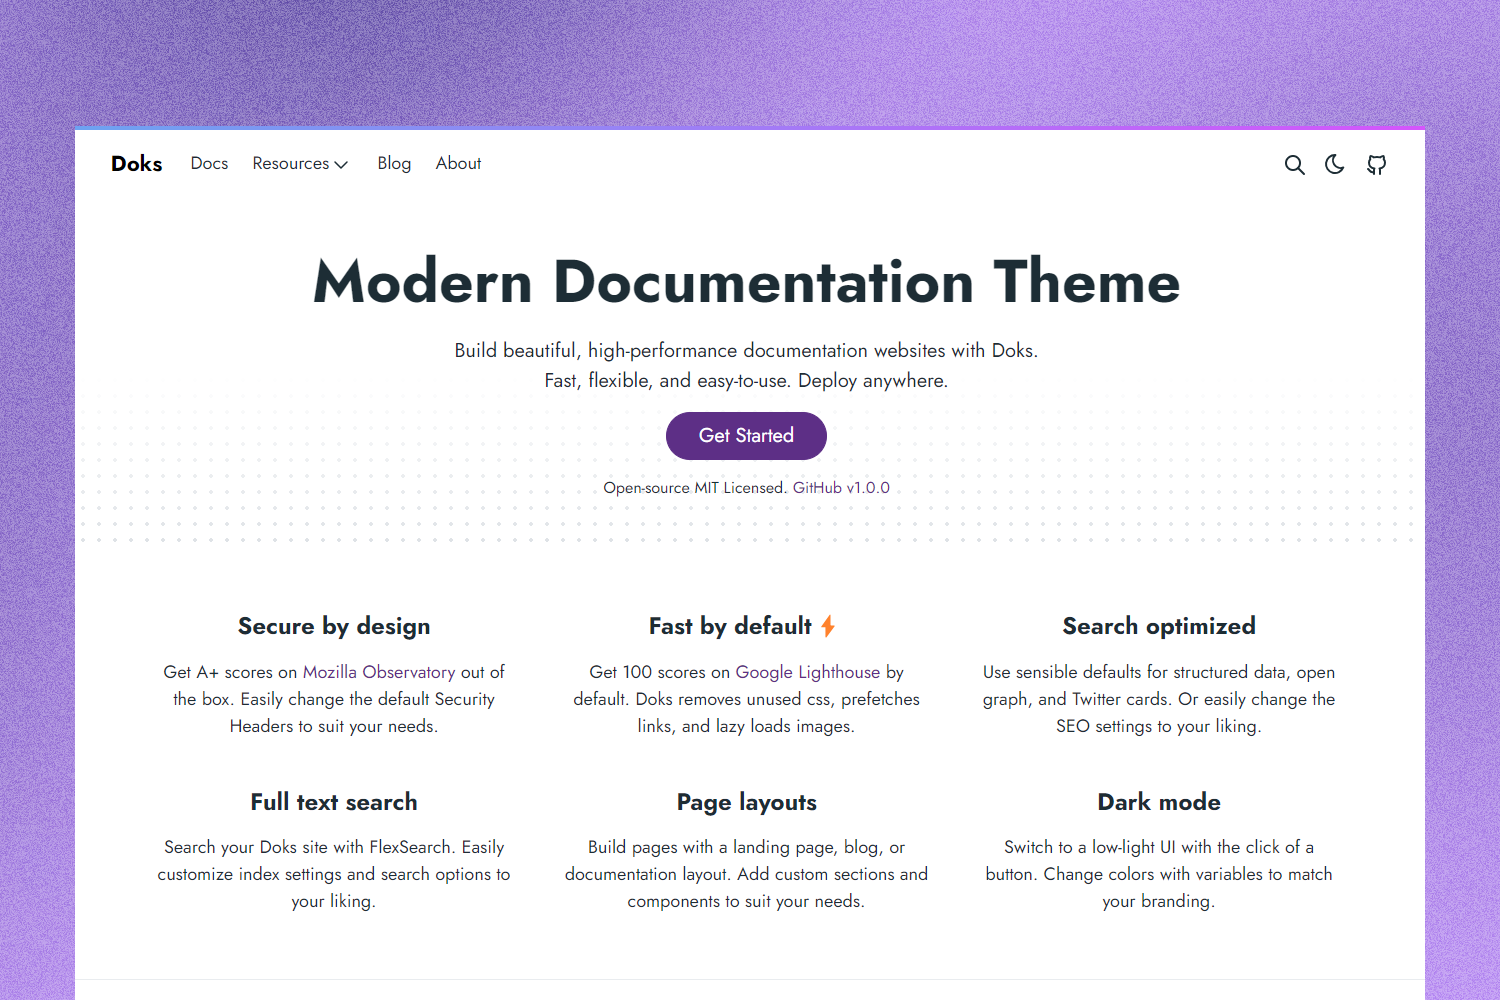 Doks Docs Resources Blog About
Modern Documentation Theme
Build beautiful, high-performance documentation websites with Doks.
Fast, flexible, and easy-to-use. Deploy anywhere.
Get Started
Open-source MIT Licensed. GitHub v1.0.0
Secure by design
Get A+ scores on Mozilla Observatory out of
the box. Easily change the default Security
Headers to suit your needs.
Fast by default
Get 100 scores on Google Lighthouse by
default. Doks removes unused css, prefetches
links, and lazy loads images.
Search optimized
Use sensible defaults for structured data, open
graph, and Twitter cards. Or easily change the
SEO settings to your liking.
Full text search
Search your Doks site with FlexSearch. Easily
customize index settings and search options to
your liking.
Page layouts
Build pages with a landing page, blog, or
documentation layout. Add custom sections and
components to suit your needs.
Dark mode
Switch to a low-light UI with the click of a
button. Change colors with variables to match
your branding.